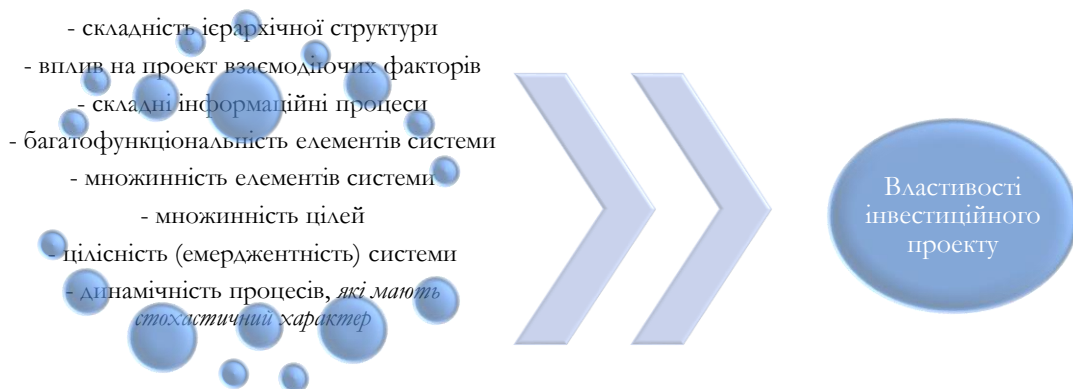 - складність ієрархічної структури
- вплив на проект взаємодіючих факторів
- складні інформаційні процеси
- багатофункціональність елементів системи
- множинність елементів системи
- множинність цілей
- цілісність (емерджентність) системи
- динамічність процесів, які мають
стохастичний характер
Властивості
інвестиційного
проекту